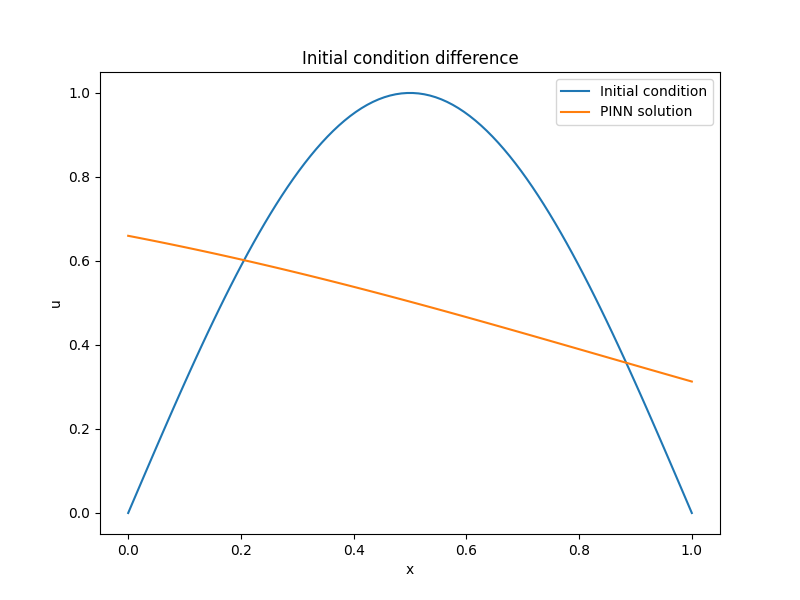 Initial condition difference
Initial condition
PINN solution
1.0
0.8
0.6
0.4
0.2
0.0
u
0.0 0.2 0.4 0.6 0.8 1.0
x